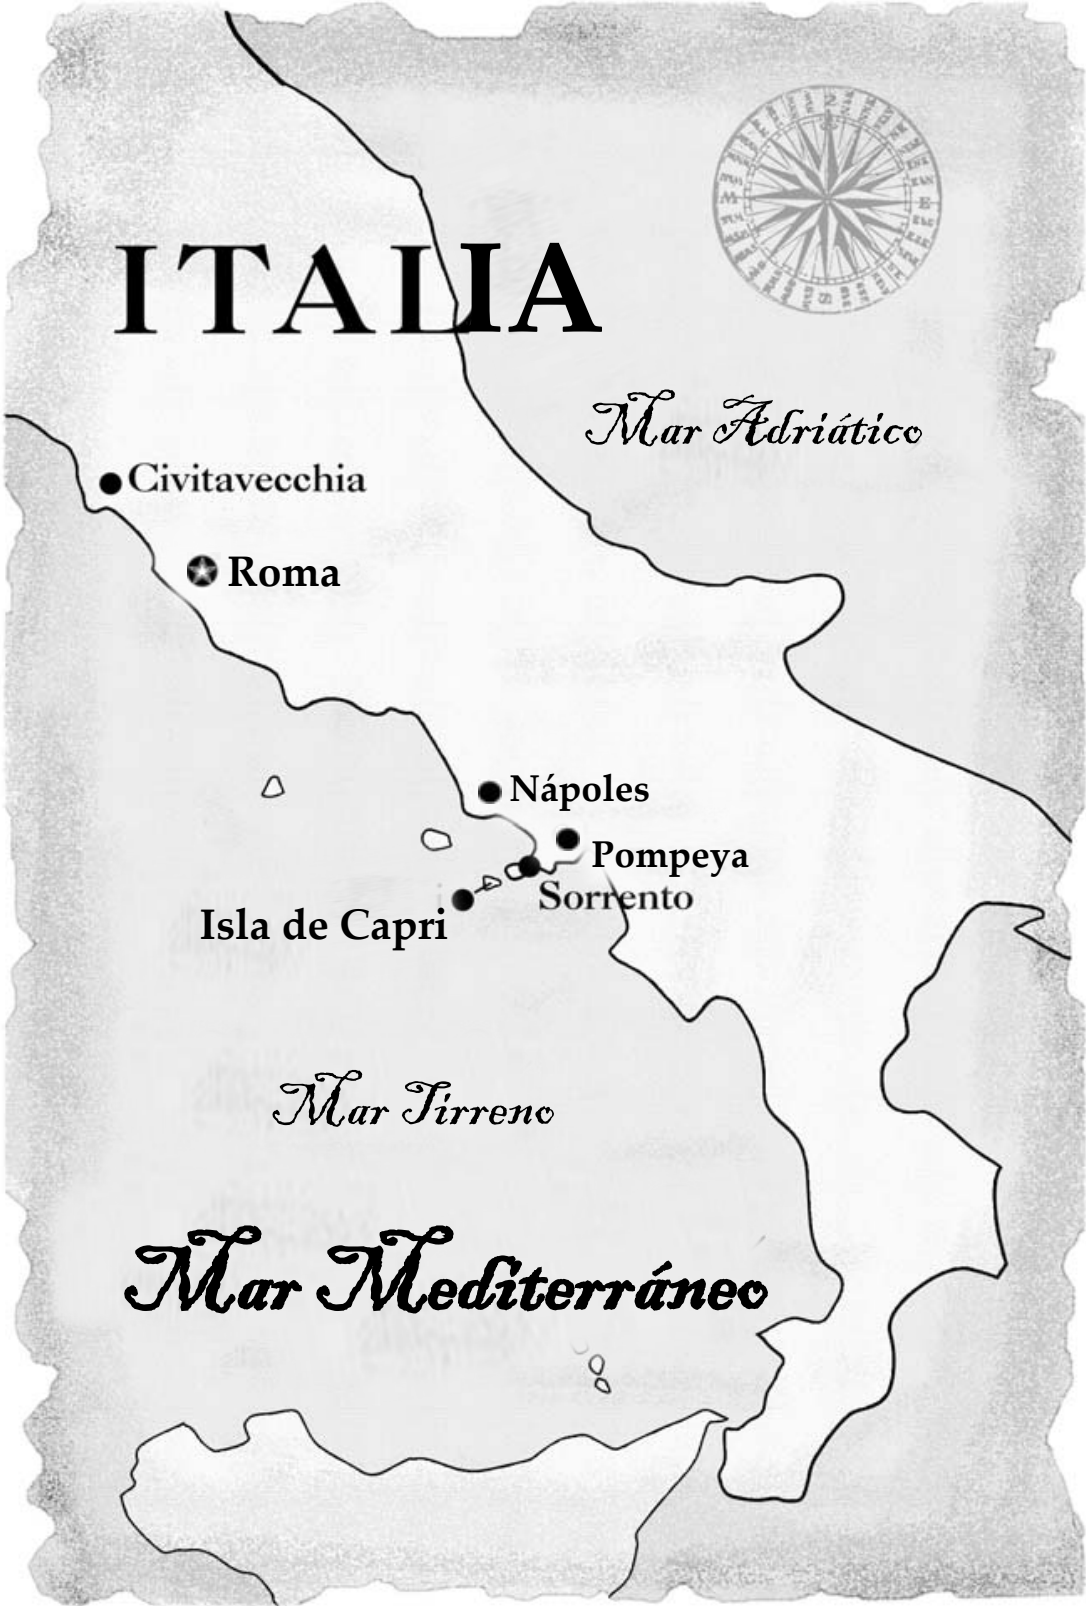 ITALIA
Mar Adriático
Civitavecchia
Roma
Nápoles
Pompeya
Sorrento
Isla de Capri
Mar Tirreno
Mar Mediterráneo